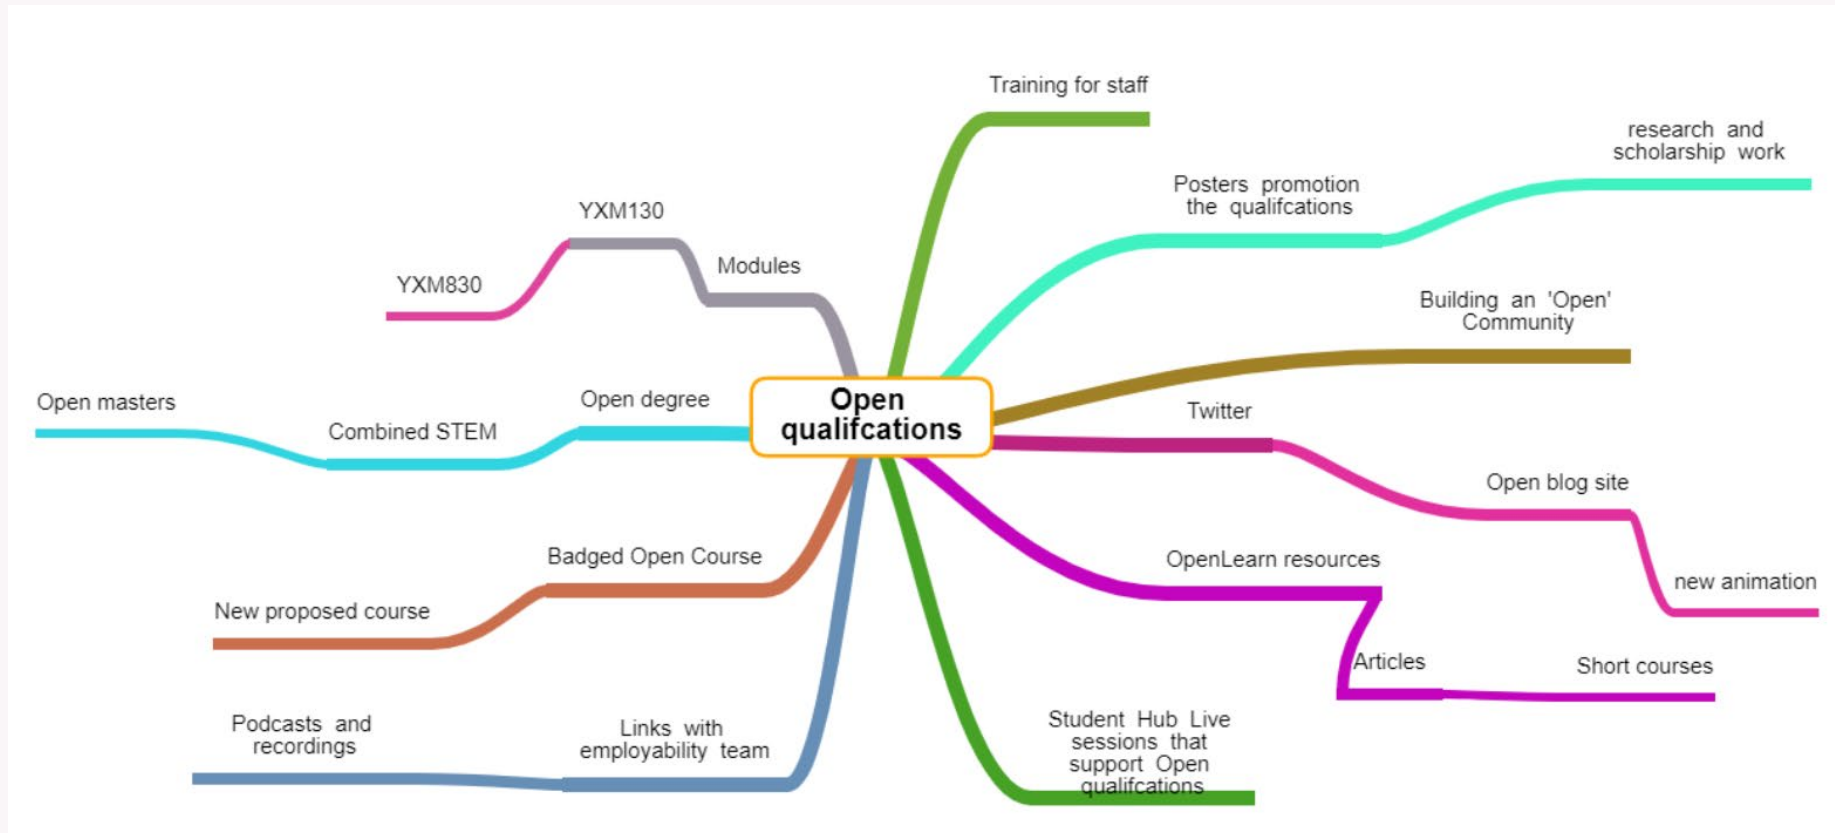 Training for staff
research and
scholarship work
Posters promotion
the qualifcations
YXM130
Modules
YXM830
Building an 'Open'
Community
Open
qualifcations
Open degree
Combined STEM
Open masters
Twitter
Open blog site
new animation
Badged Open Course
New proposed course
OpenLearn resources
Articles
Short courses
Links with
employability team
Podcasts and
recordings
Student Hub Live
sessions that
support Open
qualifcations